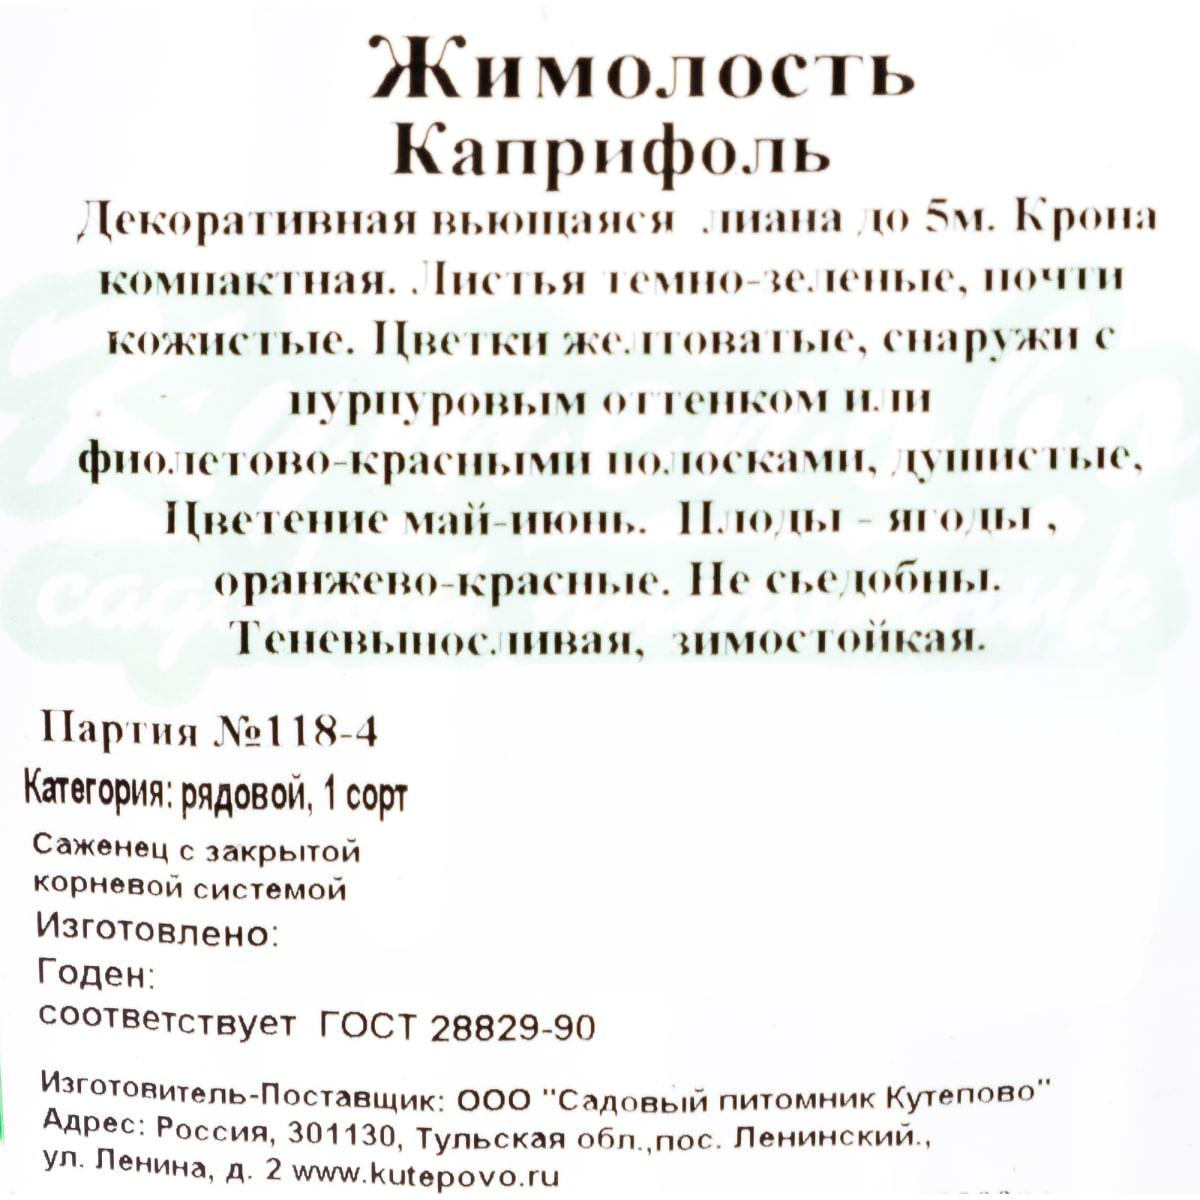 Жимолость
Каприфоль
Декоративная вьющаяся лиана до 5м. Крона
компактная. Листья темно-зеленые, почти
кожистые. Цветки желтоватые, снаружи с
пурпуровым оттенком или
фиолетово-красными полосками, душистые,
Цветение май-июнь. Плоды - ягоды ,
оранжево-красные. Не сьедобны.
Теневыносливая, зимостойкая.
Партия №118-4
Категория: рядовой, 1 сорт
Саженец с закрытой
корневой системой
Изготовлено:
Годен:
соответствует ГОСТ 28829-90
Изготовитель-Поставщик: ООО "Садовый питомник Кутепово"
Адрес: Россия, 301130, Тульская обл.,пос. Ленинский.,
ул. Ленина, д. 2 www.kutepovo.ru